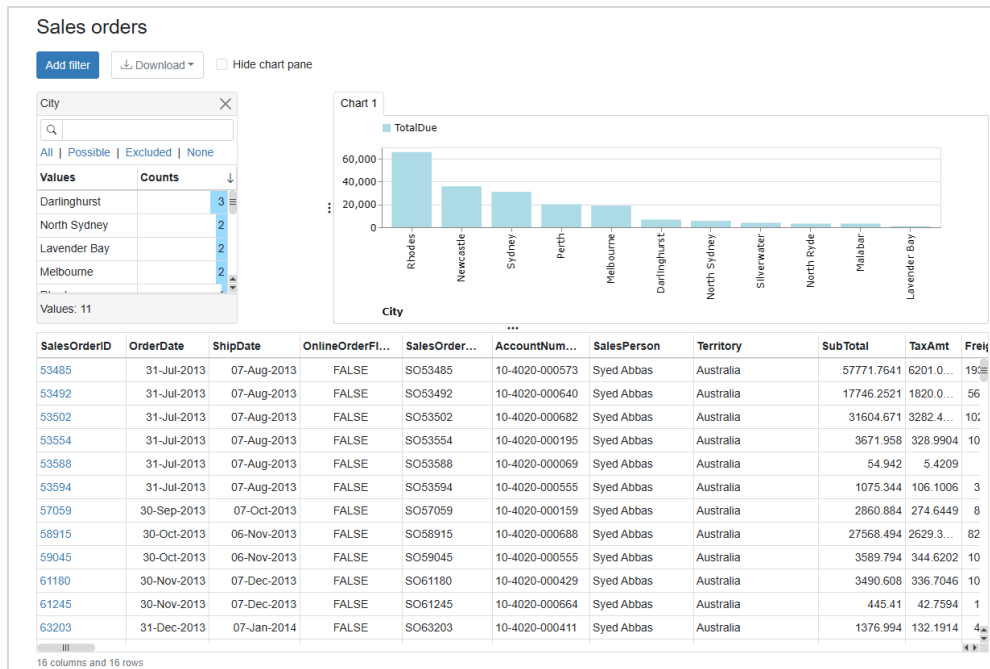 Sales orders
Add filter Download Hide chart pane
City
All | Possible | Excluded | None
Values Counts
Darlinghurst 3
North Sydney 2
Lavender Bay 2
Melbourne 2
Values: 11
Chart 1
TotalDue
60,000
40,000
20,000
0
Rhodes Newcastle Sydney Perth Melbourne Darlinghurst North Sydney Silverwater North Ryde Malabar Lavender Bay
City
SalesOrderID OrderDate ShipDate OnlineOrderFl... SalesOrder... AccountNum... SalesPerson Territory SubTotal TaxAmt Freig
53485 31-Jul-2013 07-Aug-2013 FALSE SO53485 10-4020-000573 Syed Abbas Australia 57771.7641 6201.0... 193
53492 31-Jul-2013 07-Aug-2013 FALSE SO53492 10-4020-000640 Syed Abbas Australia 17746.2521 1820.0... 56
53502 31-Jul-2013 07-Aug-2013 FALSE SO53502 10-4020-000682 Syed Abbas Australia 31604.671 3282.4... 102
53554 31-Jul-2013 07-Aug-2013 FALSE SO53554 10-4020-000195 Syed Abbas Australia 3671.958 328.9904 10
53588 31-Jul-2013 07-Aug-2013 FALSE SO53588 10-4020-000069 Syed Abbas Australia 54.942 5.4209
53594 31-Jul-2013 07-Aug-2013 FALSE SO53594 10-4020-000555 Syed Abbas Australia 1075.344 106.1006 3
57059 30-Sep-2013 07-Oct-2013 FALSE SO57059 10-4020-000159 Syed Abbas Australia 2860.884 274.6449 8
58915 30-Oct-2013 06-Nov-2013 FALSE SO58915 10-4020-000688 Syed Abbas Australia 27568.494 2629.3... 82
59045 30-Oct-2013 06-Nov-2013 FALSE SO59045 10-4020-000555 Syed Abbas Australia 3589.794 344.6202 10
61180 30-Nov-2013 07-Dec-2013 FALSE SO61180 10-4020-000429 Syed Abbas Australia 3490.608 336.7046 10
61245 30-Nov-2013 07-Dec-2013 FALSE SO61245 10-4020-000664 Syed Abbas Australia 445.41 42.7594 1
63203 31-Dec-2013 07-Jan-2014 FALSE SO63203 10-4020-000411 Syed Abbas Australia 1376.994 132.1914 4
16 columns and 16 rows